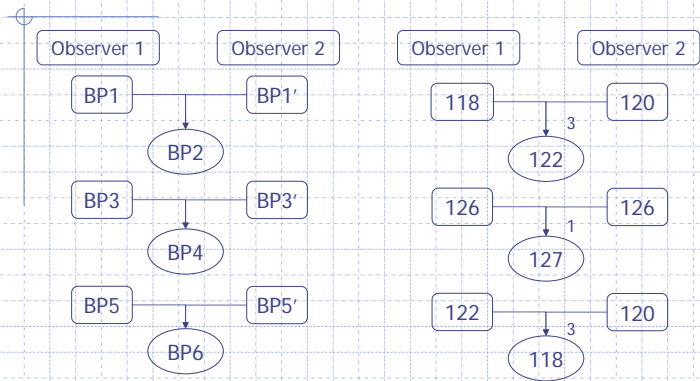 Observer 1 Observer 2 Observer 1 Observer 2
BP1 BP1′ 118 120
3
BP2 122
BP3 BP3′ 126 126
1
BP4 127
BP5 BP5′ 122 120
3
BP6 118